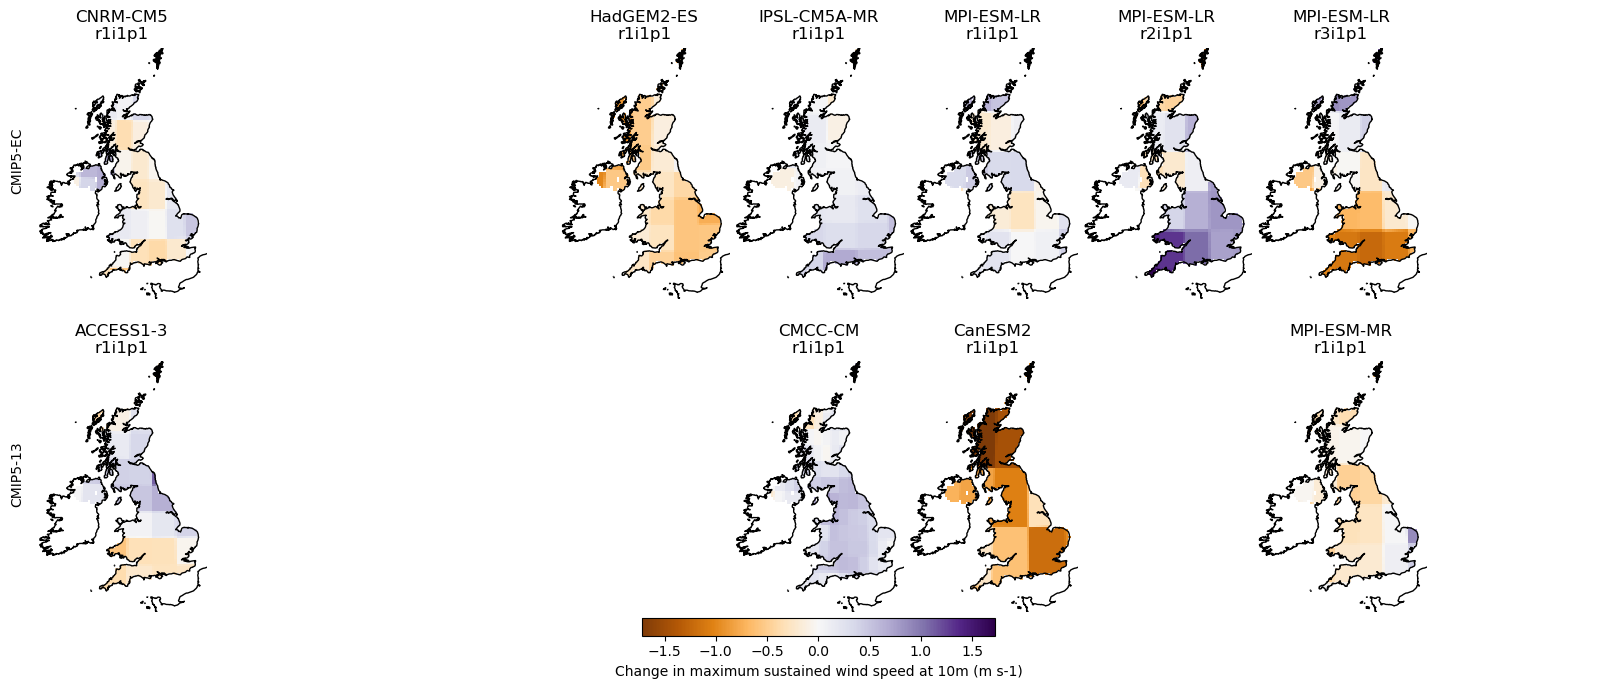 CNRM-CM5
r1i1p1
HadGEM2-ES
r1i1p1
IPSL-CM5A-MR
r1i1p1
MPI-ESM-LR
r1i1p1
MPI-ESM-LR
r2i1p1
MPI-ESM-LR
r3i1p1
CMIP5-EC
ACCESS1-3
r1i1p1
CMCC-CM
r1i1p1
CanESM2
r1i1p1
MPI-ESM-MR
r1i1p1
CMIP5-13
−1.5 −1.0 −0.5 0.0 0.5 1.0 1.5
Change in maximum sustained wind speed at 10m (m s-1)